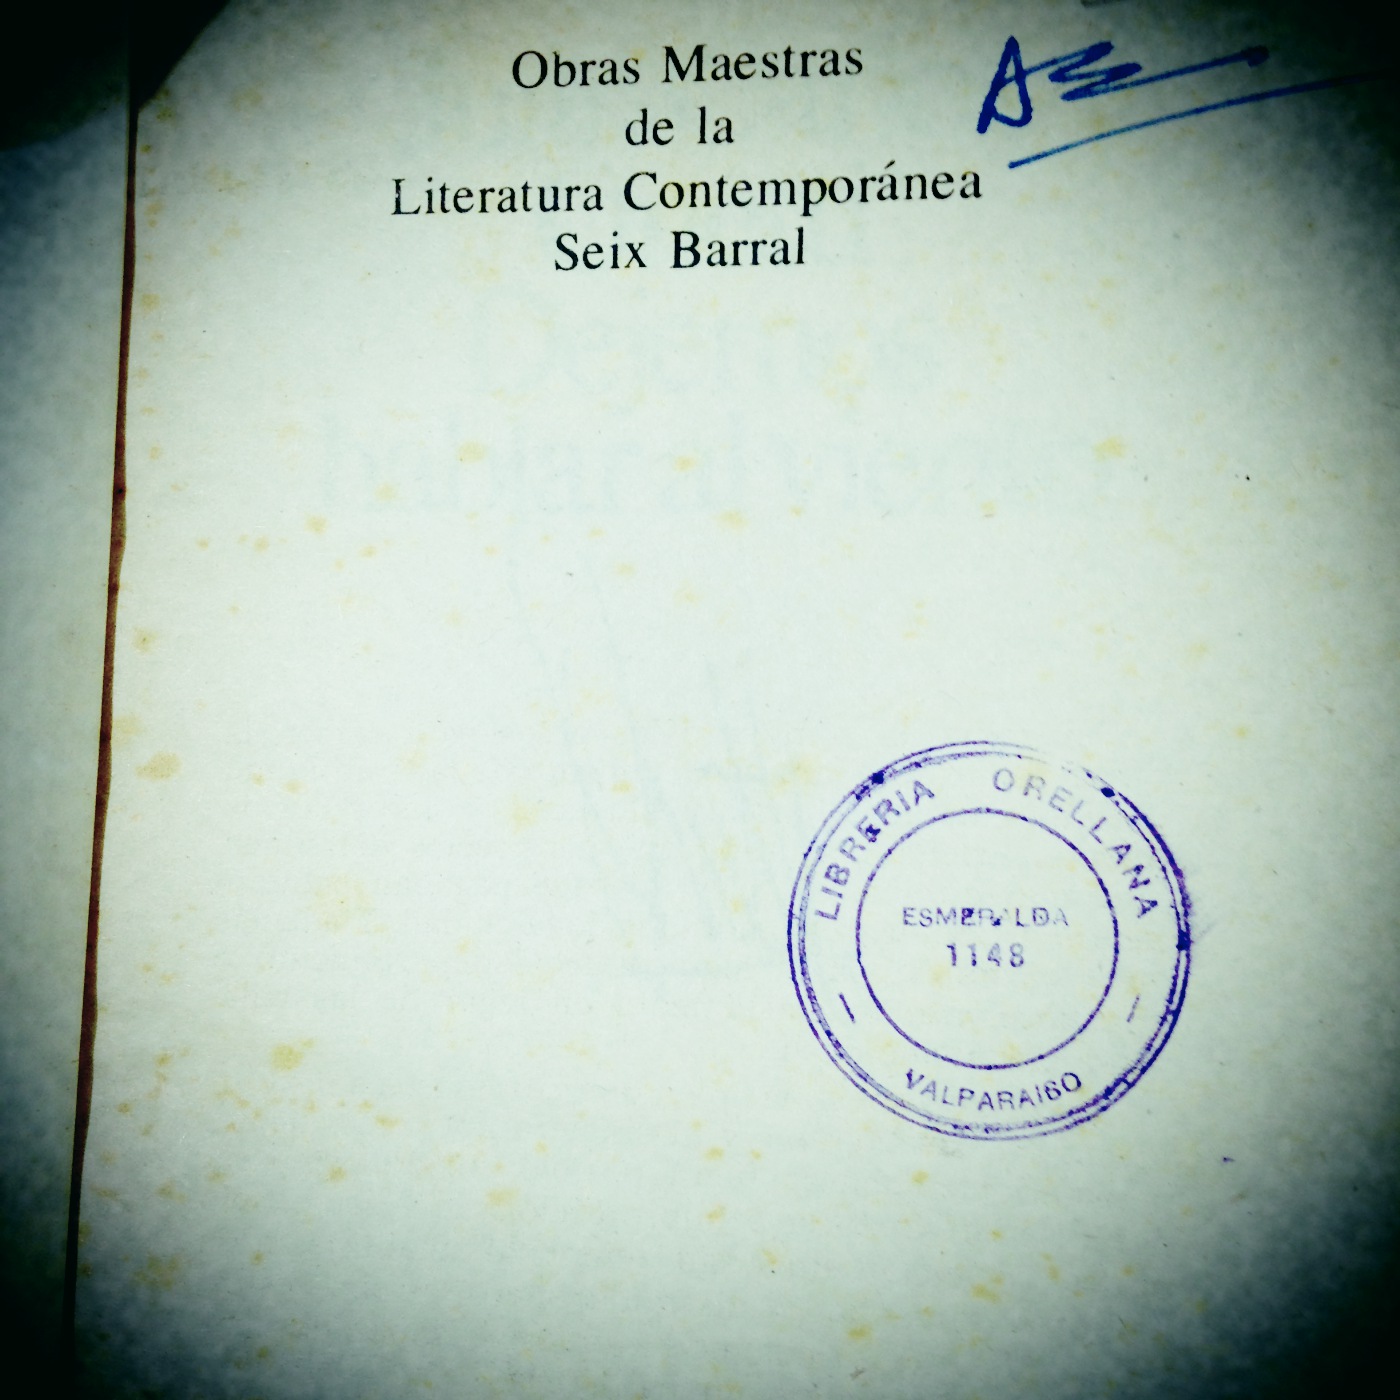 Obras Maestras
de la
Literatura Contemporánea
Seix Barral
LIBRERIA ORELLANA
ESMERALDA
1148
VALPARAISO